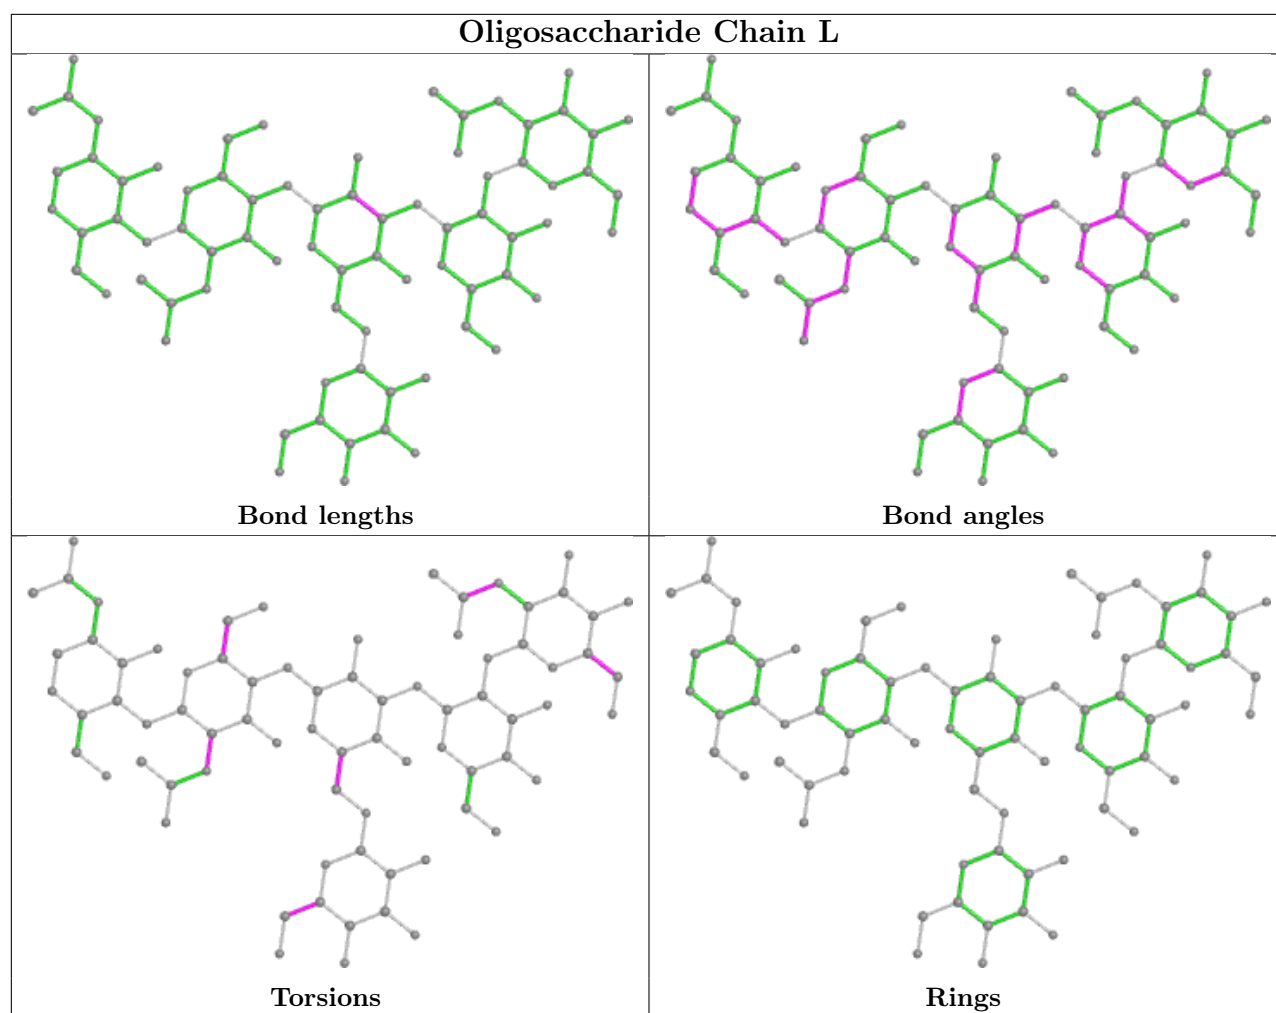 Oligosaccharide Chain L
Bond lengths
Bond angles
Torsions
Rings